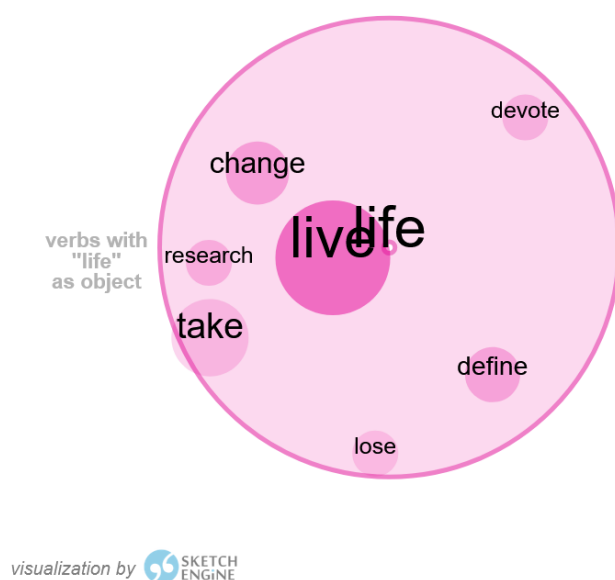 devote
change
live
life
verbs with
"life"
as object
research
take
define
lose
visualization by
SKETCH
ENGINE